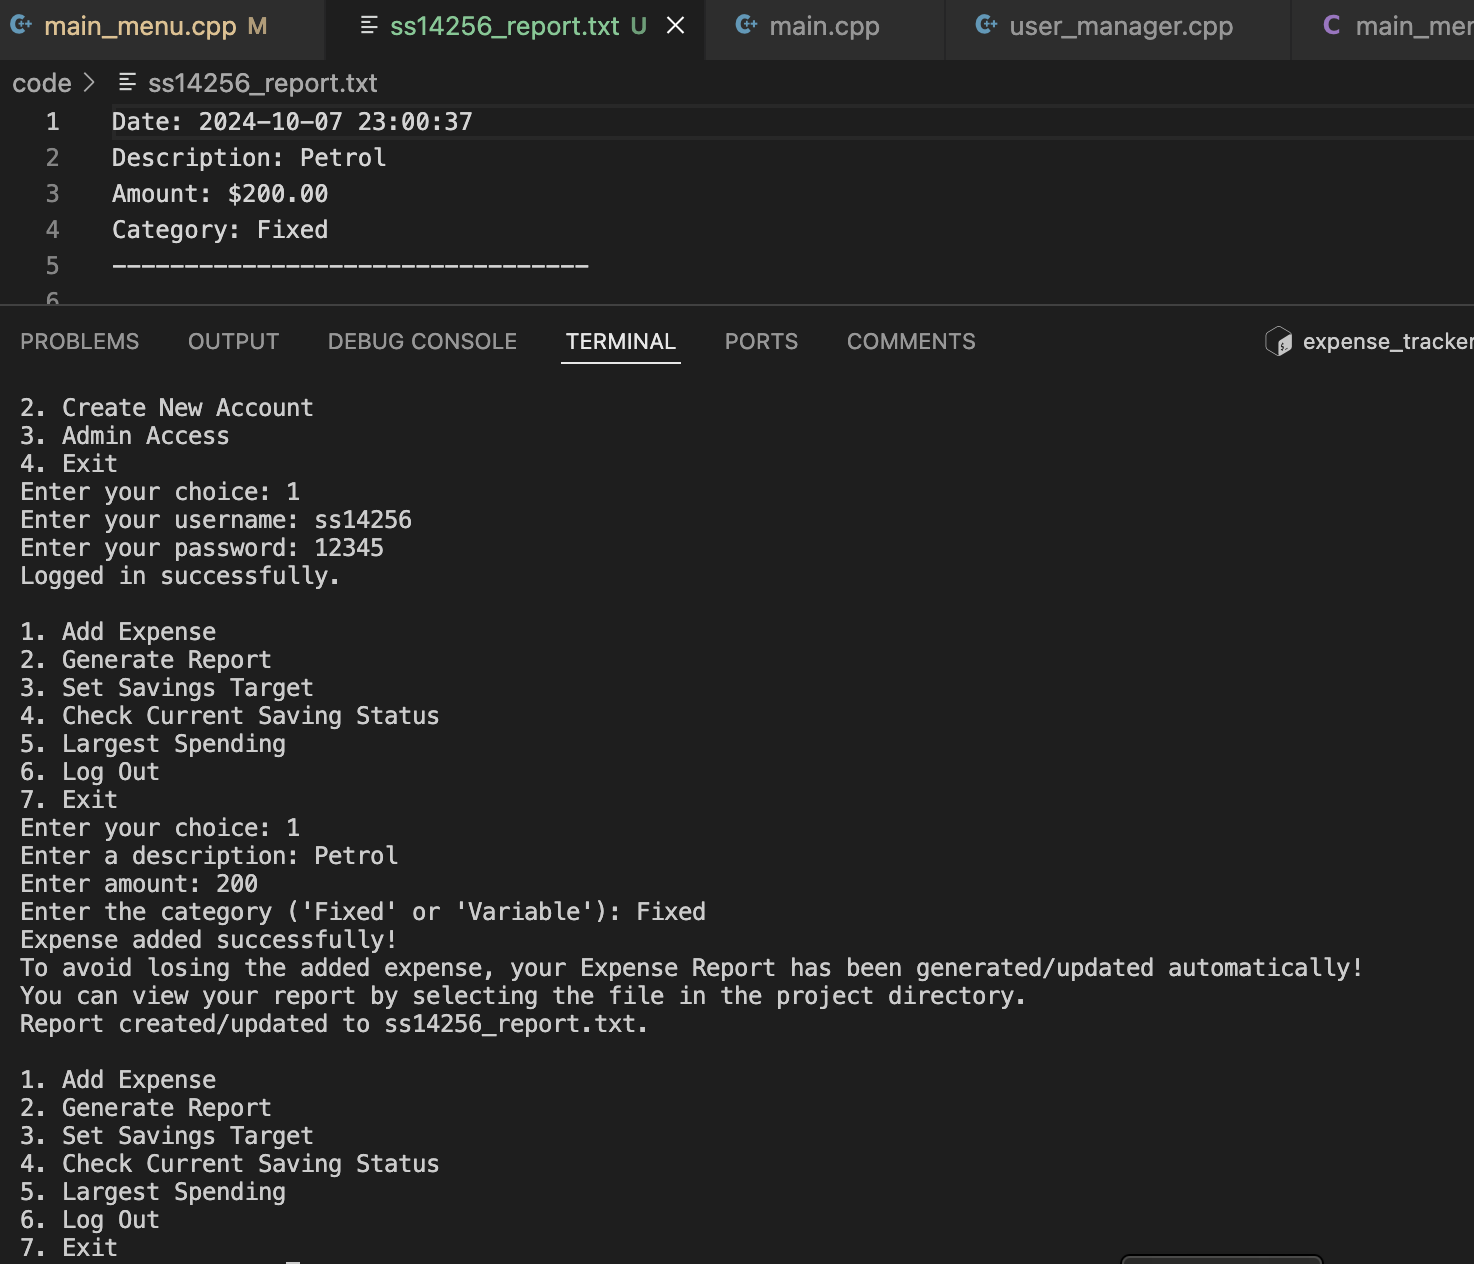 main_menu.cpp M
ss14256_report.txt U
main.cpp
user_manager.cpp
C
code > ss14256_report.txt
1 Date: 2024-10-07 23:00:37
2 Description: Petrol
3 Amount: $200.00
4 Category: Fixed
5 ---------------------------------
6
PROBLEMS OUTPUT DEBUG CONSOLE TERMINAL PORTS COMMENTS expense_tracker
2. Create New Account
3. Admin Access
4. Exit
Enter your choice: 1
Enter your username: ss14256
Enter your password: 12345
Logged in successfully.
1. Add Expense
2. Generate Report
3. Set Savings Target
4. Check Current Saving Status
5. Largest Spending
6. Log Out
7. Exit
Enter your choice: 1
Enter a description: Petrol
Enter amount: 200
Enter the category ('Fixed' or 'Variable'): Fixed
Expense added successfully!
To avoid losing the added expense, your Expense Report has been generated/updated automatically!
You can view your report by selecting the file in the project directory.
Report created/updated to ss14256_report.txt.
1. Add Expense
2. Generate Report
3. Set Savings Target
4. Check Current Saving Status
5. Largest Spending
6. Log Out
7. Exit